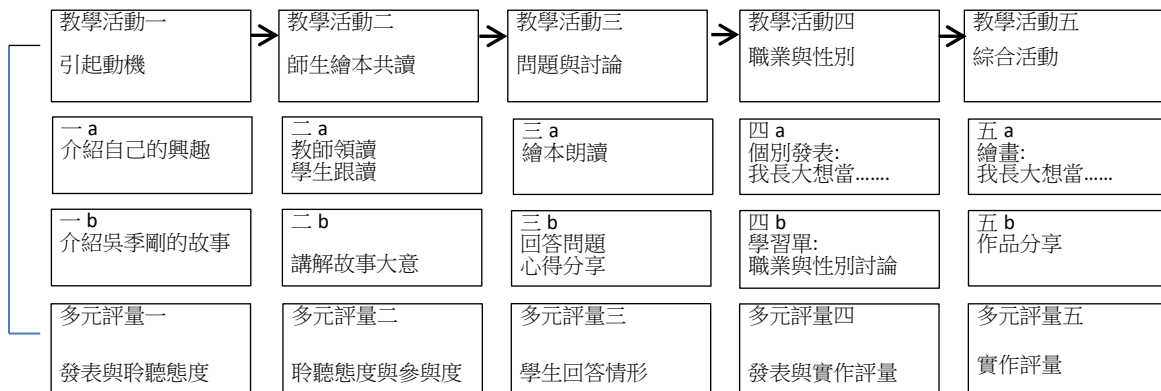 教學活動一
引起動機
教學活動二
師生繪本共讀
教學活動三
問題與討論
教學活動四
職業與性別
教學活動五
綜合活動
一 a
介紹自己的興趣
二 a
教師領讀
學生跟讀
三 a
繪本朗讀
四 a
個別發表:
我長大想當…….
五 a
繪畫:
我長大想當……
一 b
介紹吳季剛的故事
二 b
講解故事大意
三 b
回答問題
心得分享
四 b
學習單:
職業與性別討論
五 b
作品分享
多元評量一
發表與聆聽態度
多元評量二
聆聽態度與參與度
多元評量三
學生回答情形
多元評量四
發表與實作評量
多元評量五
實作評量